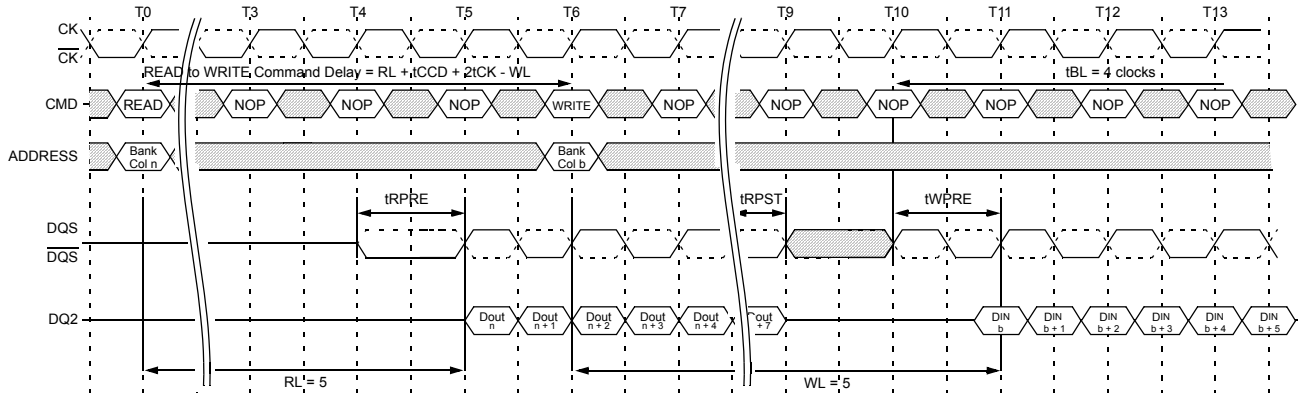 T0 T3 T4 T5 T6 T7 T9 T10 T11 T12 T13
CK
CK
READ to WRITE Command Delay = RL + tCCD + 2tCK - WL
tBL = 4 clocks
CMD READ NOP NOP NOP WRITE NOP NOP NOP NOP NOP NOP
ADDRESS
Bank
Col n
Bank
Col b
tRPRE tRPST tWPRE
DQS
DQS
DQ2
Dout
n
Dout
n + 1
Dout
n + 2
Dout
n + 3
Dout
n + 4
out
+ 7
DIN
b
DIN
b + 1
DIN
b + 2
DIN
b + 3
DIN
b + 4
DIN
b + 5
RL = 5
WL = 5